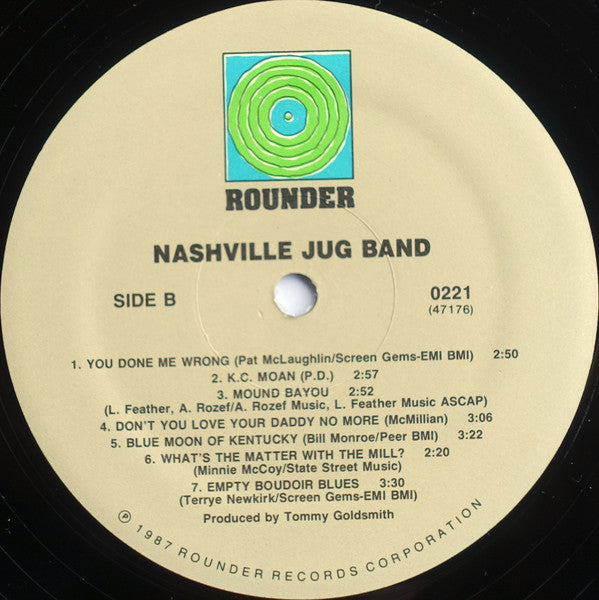 ROUNDER
NASHVILLE JUG BAND
SIDE B
0221
(47176)
1. YOU DONE ME WRONG (Pat McLaughlin/Screen Gems-EMI BMI) 2:50
2. K.C. MOAN (P.D.) 2:57
3. MOUND BAYOU 2:52
(L. Feather, A. Rozef/A. Rozef Music, L. Feather Music ASCAP)
4. DON'T YOU LOVE YOUR DADDY NO MORE (McMillian) 3:06
5. BLUE MOON OF KENTUCKY (Bill Monroe/Peer BMI) 3:22
6. WHAT'S THE MATTER WITH THE MILL? 2:20
(Minnie McCoy/State Street Music)
7. EMPTY BOUDOIR BLUES 3:30
(Terrye Newkirk/Screen Gems-EMI BMI)
Produced by Tommy Goldsmith
℗ 1987 ROUNDER RECORDS CORPORATION